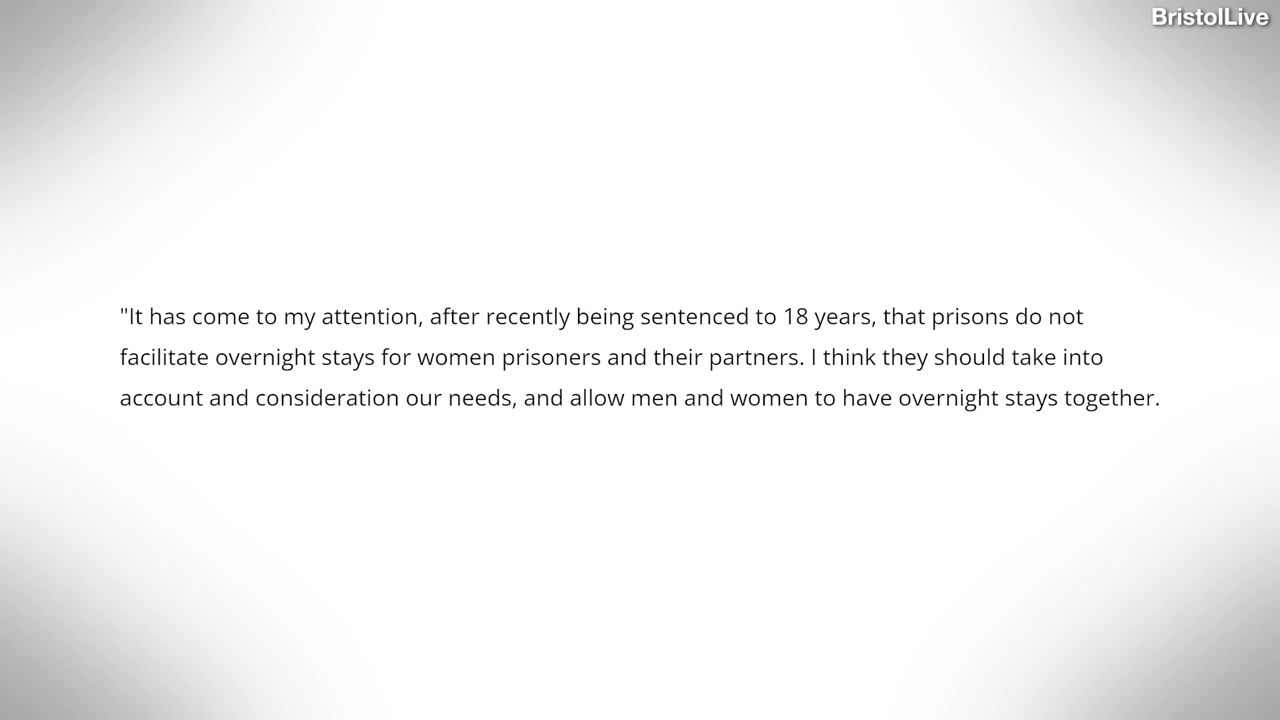 BristolLive
"It has come to my attention, after recently being sentenced to 18 years, that prisons do not
facilitate overnight stays for women prisoners and their partners. I think they should take into
account and consideration our needs, and allow men and women to have overnight stays together.